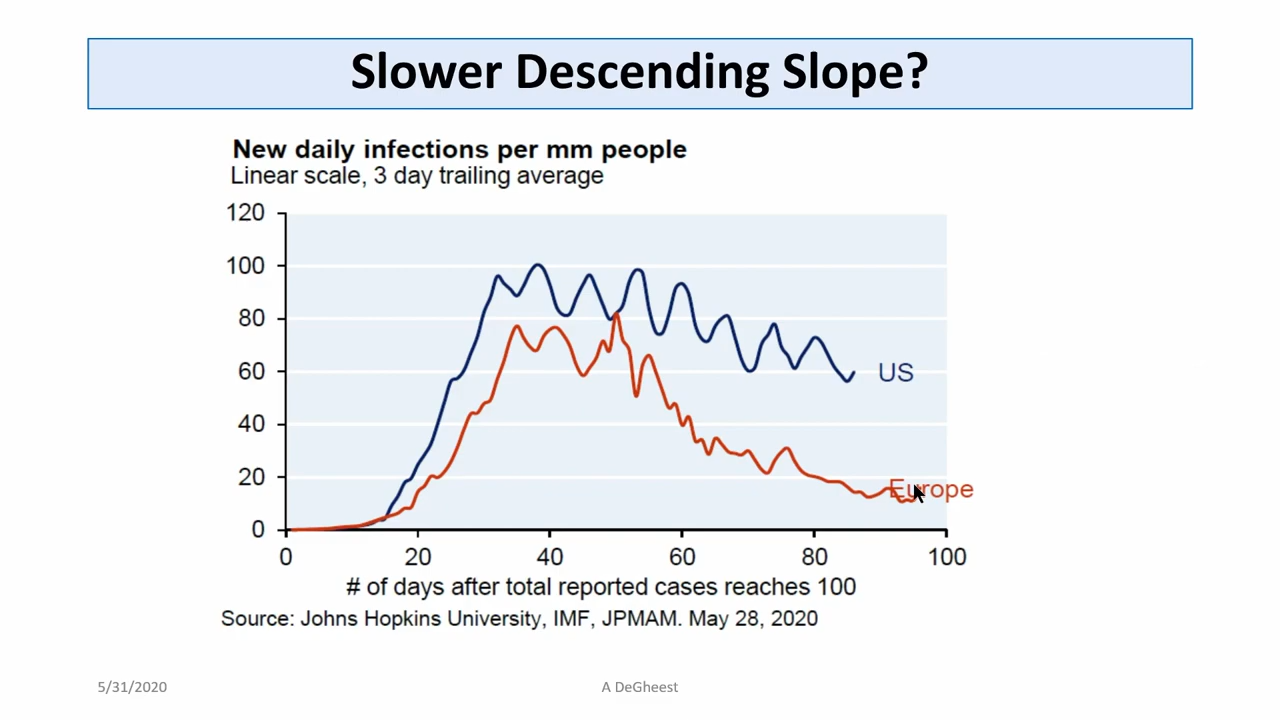 Slower Descending Slope?
New daily infections per mm people
Linear scale, 3 day trailing average
120
100
80
60
40
20
0
US
Europe
0 20 40 60 80 100
# of days after total reported cases reaches 100
Source: Johns Hopkins University, IMF, JPMAM. May 28, 2020
5/31/2020 A DeGheest